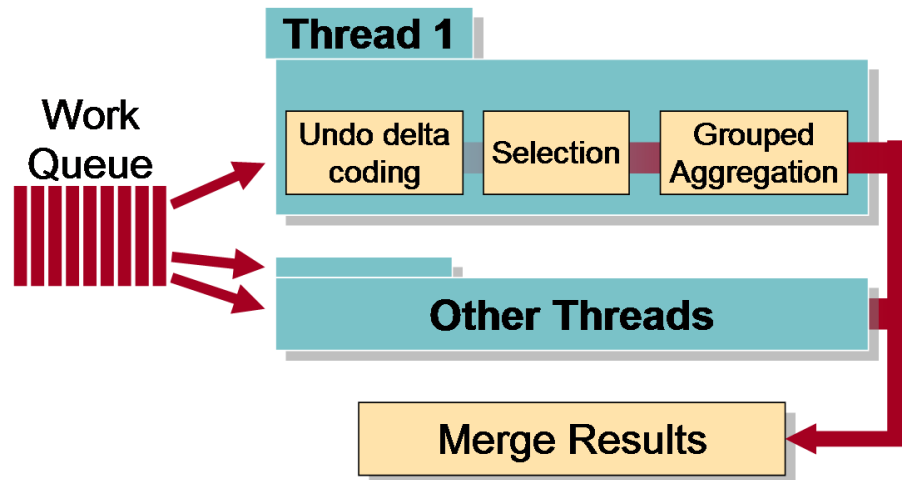 Thread 1
Work
Queue
Undo delta
coding
Selection
Grouped
Aggregation
Other Threads
Merge Results